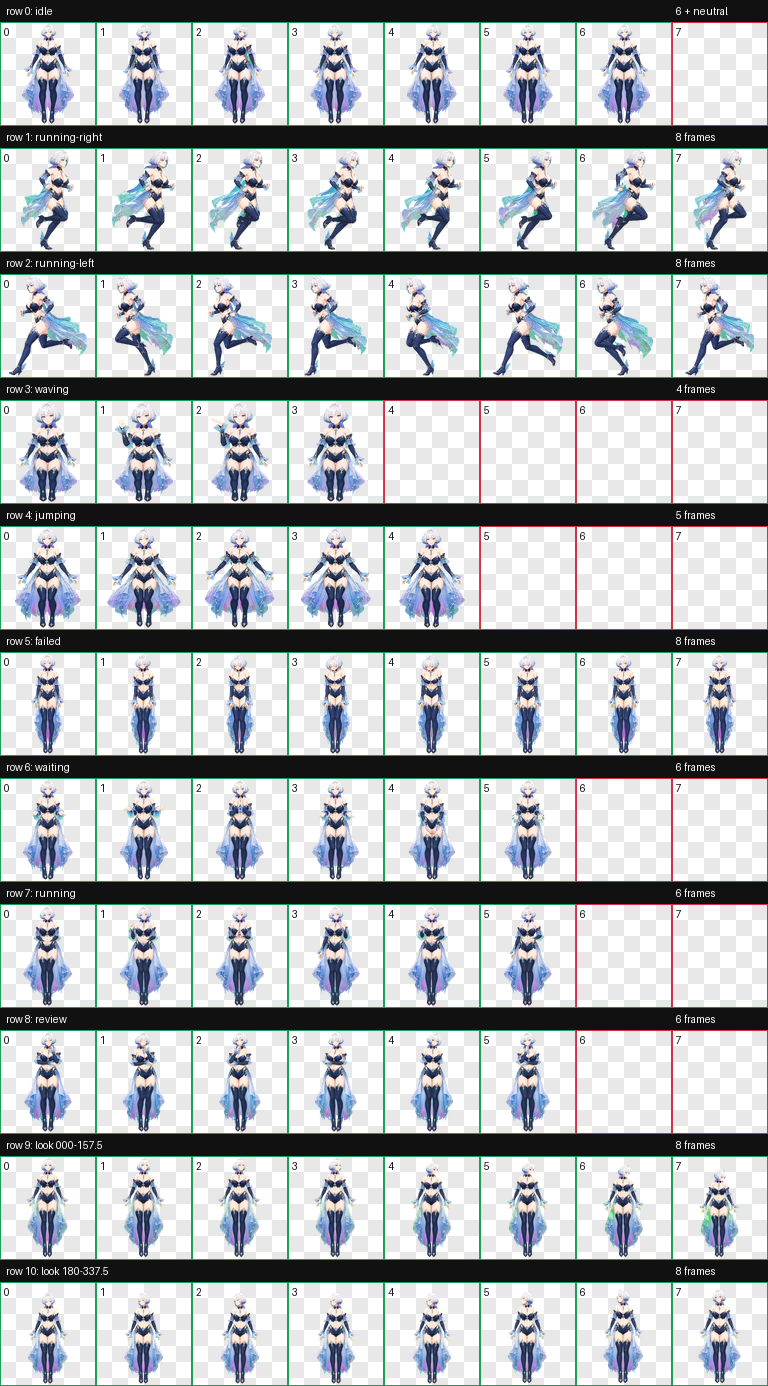 row 0: idle 6 + neutral
0 1 2 3 4 5 6 7
row 1: running-right 8 frames
0 1 2 3 4 5 6 7
row 2: running-left 8 frames
0 1 2 3 4 5 6 7
row 3: waving 4 frames
0 1 2 3 4 5 6 7
row 4: jumping 5 frames
0 1 2 3 4 5 6 7
row 5: failed 8 frames
0 1 2 3 4 5 6 7
row 6: waiting 6 frames
0 1 2 3 4 5 6 7
row 7: running 6 frames
0 1 2 3 4 5 6 7
row 8: review 6 frames
0 1 2 3 4 5 6 7
row 9: look 000-157.5 8 frames
0 1 2 3 4 5 6 7
row 10: look 180-337.5 8 frames
0 1 2 3 4 5 6 7